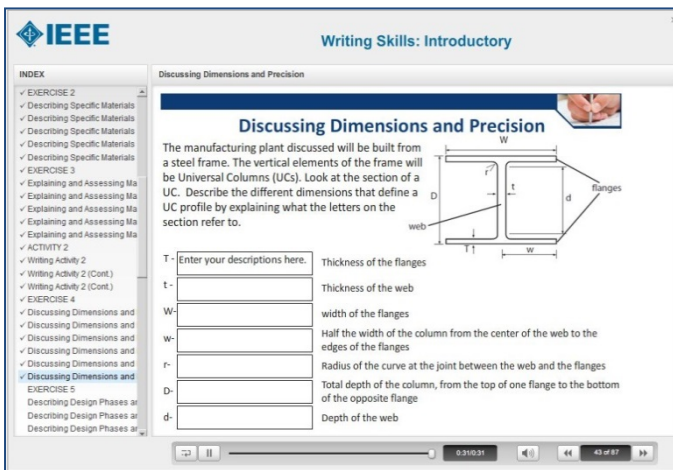 IEEE
Writing Skills: Introductory
INDEX
✓ EXERCISE 2
✓ Describing Specific Materials
✓ Describing Specific Materials
✓ Describing Specific Materials
✓ Describing Specific Materials
✓ Describing Specific Materials
✓ EXERCISE 3
✓ Explaining and Assessing Ma
✓ Explaining and Assessing Ma
✓ Explaining and Assessing Ma
✓ Explaining and Assessing Ma
✓ ACTIVITY 2
✓ Writing Activity 2
✓ Writing Activity 2 (Cont.)
✓ Writing Activity 2 (Cont.)
✓ EXERCISE 4
✓ Discussing Dimensions and
✓ Discussing Dimensions and
✓ Discussing Dimensions and
✓ Discussing Dimensions and
✓ Discussing Dimensions and
EXERCISE 5
Describing Design Phases ar
Describing Design Phases ar
Describing Design Phases ar
Discussing Dimensions and Precision
Discussing Dimensions and Precision
The manufacturing plant discussed will be built from
a steel frame. The vertical elements of the frame will
be Universal Columns (UCs). Look at the section of a
UC. Describe the different dimensions that define a
UC profile by explaining what the letters on the
section refer to.
W
r
t
D
d
flanges
web
T
w
T - Enter your descriptions here. Thickness of the flanges
t - Thickness of the web
W- width of the flanges
w- Half the width of the column from the center of the web to the
edges of the flanges
r- Radius of the curve at the joint between the web and the flanges
D- Total depth of the column, from the top of one flange to the bottom
of the opposite flange
d- Depth of the web
0:31/0:31
43 of 87